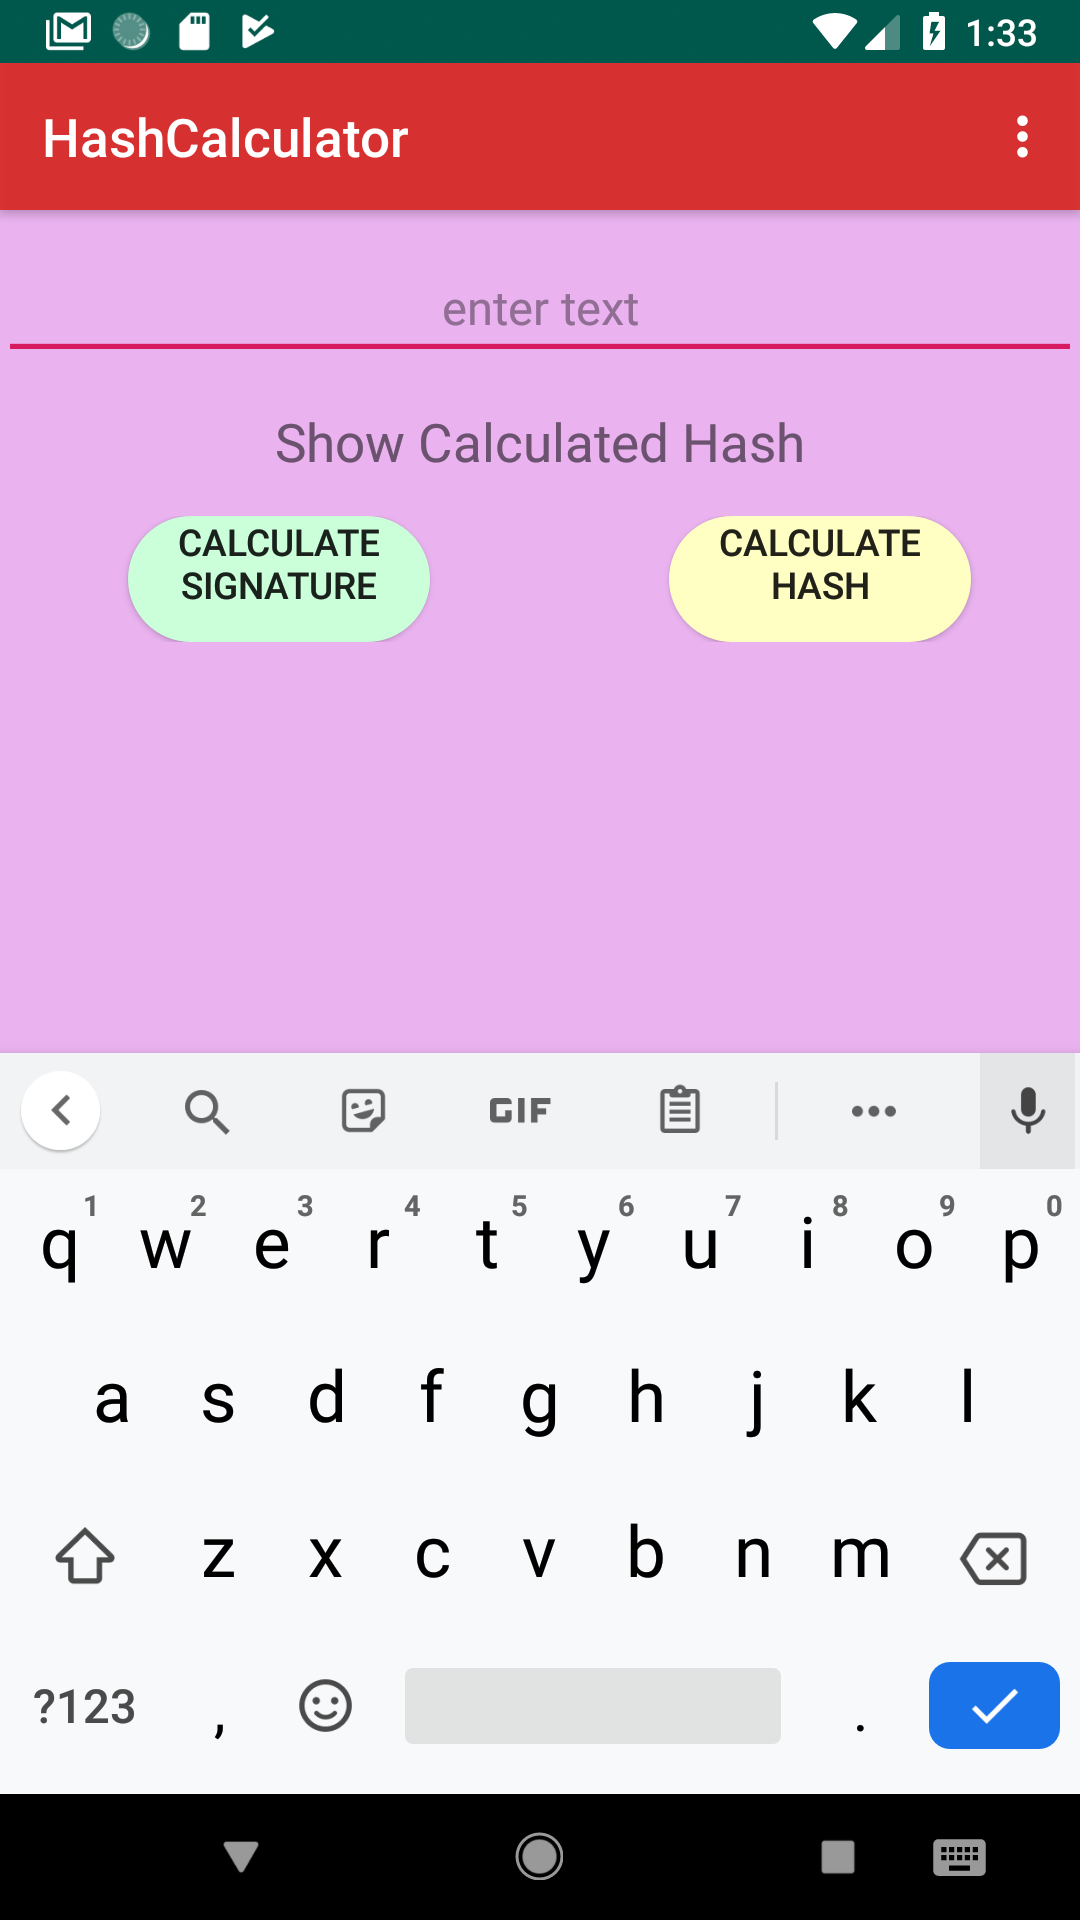 1:33
HashCalculator
enter text
Show Calculated Hash
CALCULATE
SIGNATURE
CALCULATE
HASH
GIF
1 2 3 4 5 6 7 8 9 0
q w e r t y u i o p
a s d f g h j k l
z x c v b n m
?123 , .